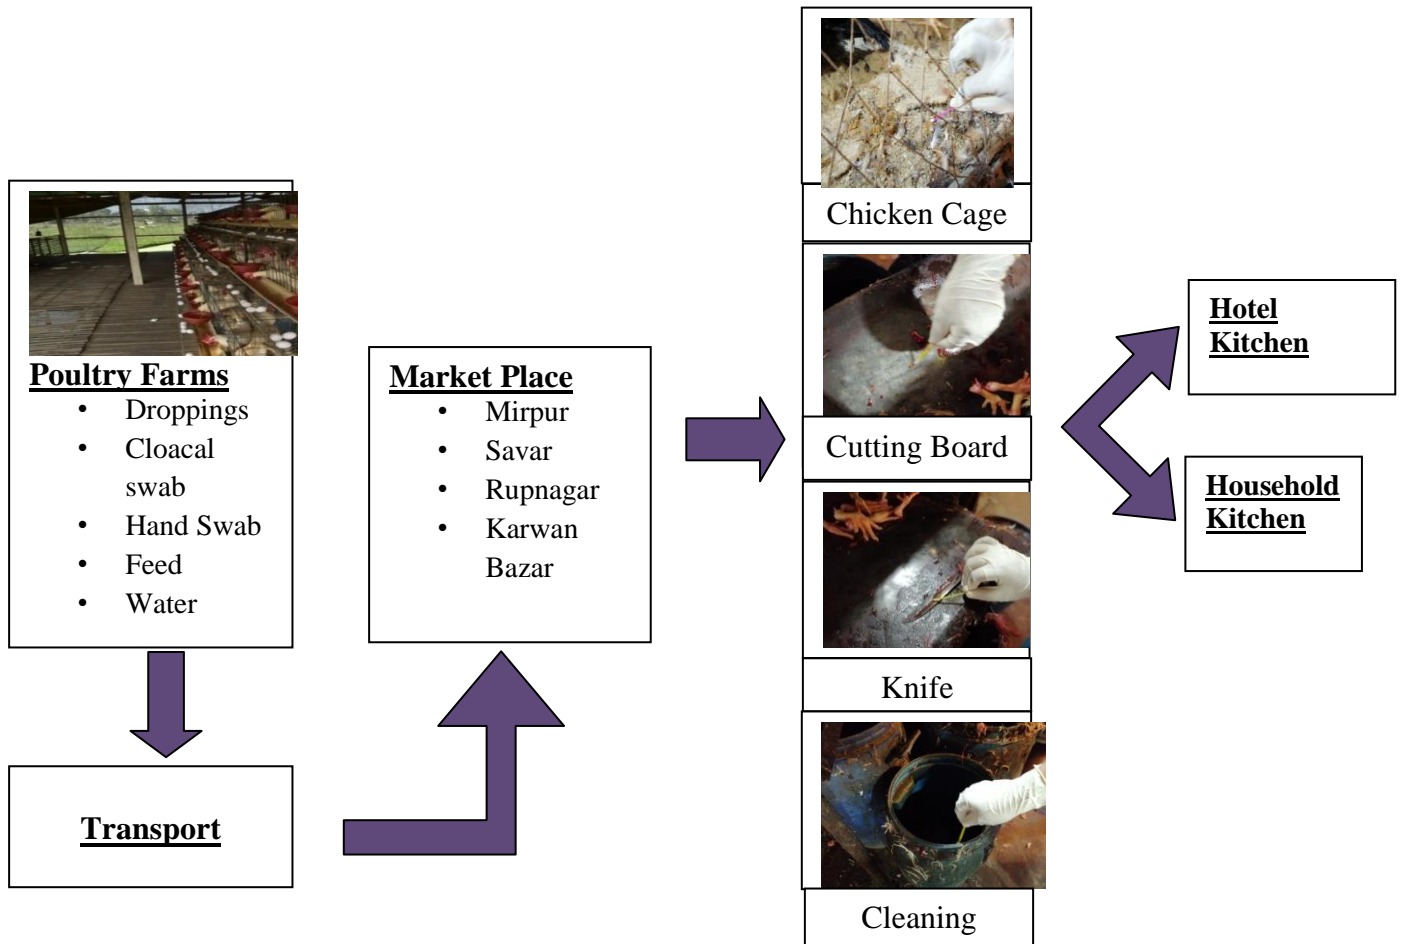 Poultry Farms
• Droppings
• Cloacal
swab
• Hand Swab
• Feed
• Water
Transport
Market Place
• Mirpur
• Savar
• Rupnagar
• Karwan
Bazar
Chicken Cage
Cutting Board
Knife
Cleaning
Hotel
Kitchen
Household
Kitchen